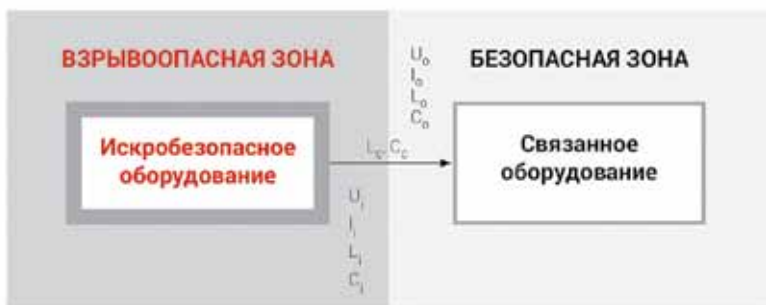 ВЗРЫВООПАСНАЯ ЗОНА
Искробезопасное
оборудование
Lc, Cc
Ui
Ii
Li
Ci
Uo
Io
Lo
Co
БЕЗОПАСНАЯ ЗОНА
Связанное
оборудование